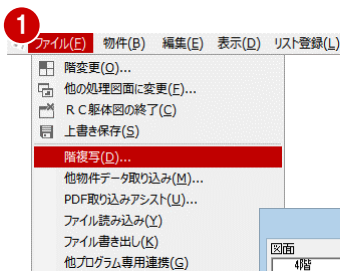 1
ファイル(F) 物件(B) 編集(E) 表示(D) リスト登録(L)
階変更(O)...
他の処理図面に変更(F)...
ＲＣ躯体図の終了(C)
上書き保存(S)
階複写(D)...
他物件データ取り込み(M)...
PDF取り込みアシスト(U)...
ファイル読み込み(Y)
ファイル書き出し(K)
他プログラム専用連携(G)
図面
4階